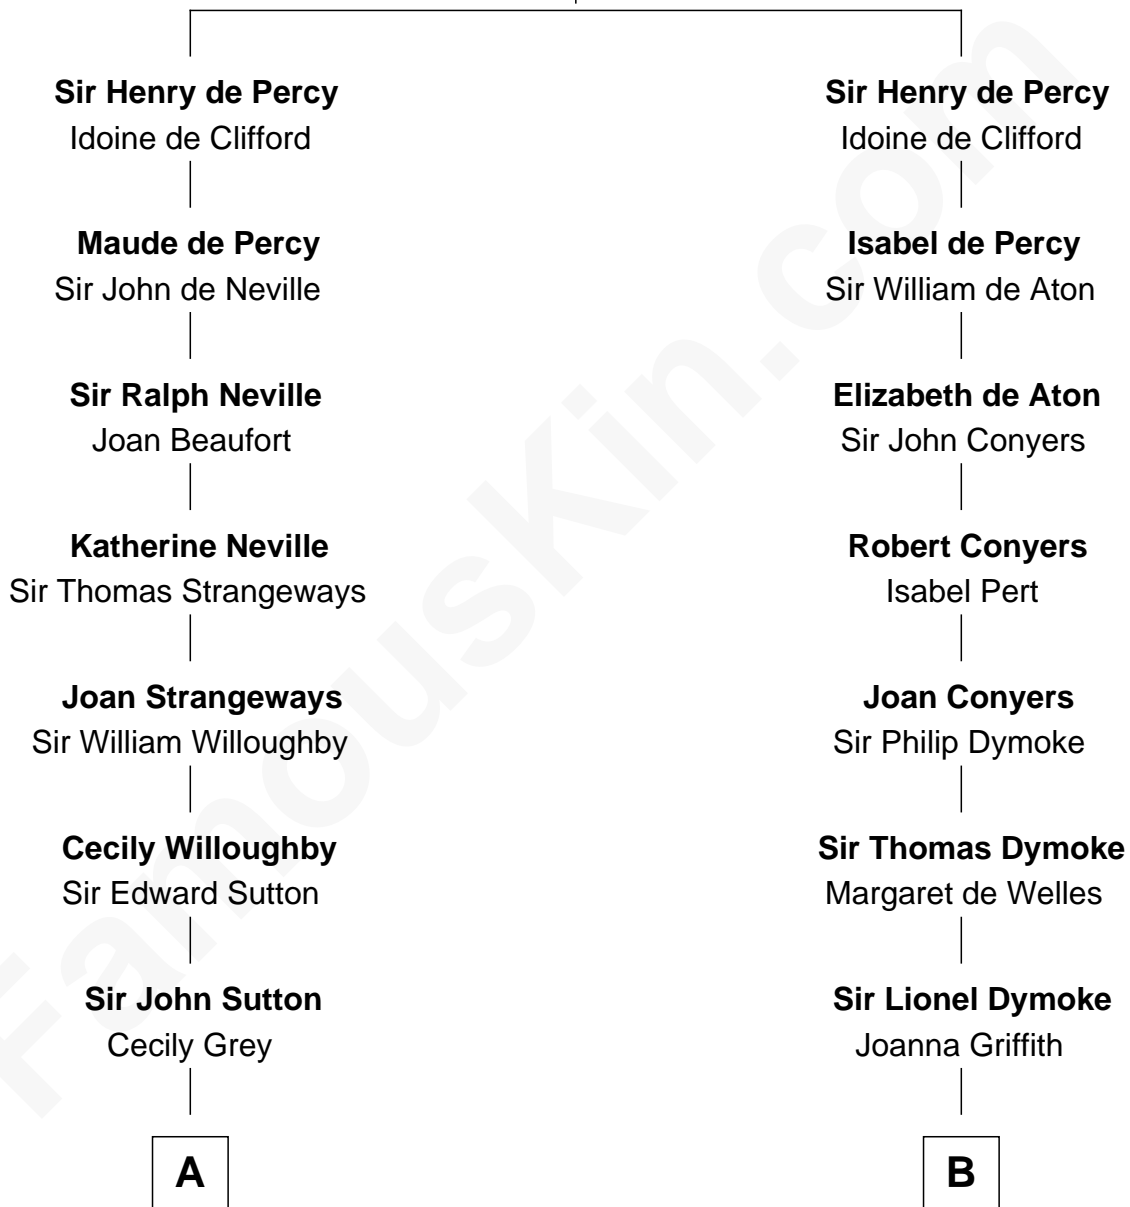 Sir Henry de Percy
Idoine de Clifford
Maude de Percy
Sir John de Neville
Sir Ralph Neville
Joan Beaufort
Katherine Neville
Sir Thomas Strangeways
Joan Strangeways
Sir William Willoughby
Cecily Willoughby
Sir Edward Sutton
Sir John Sutton
Cecily Grey
A
Sir Henry de Percy
Idoine de Clifford
Isabel de Percy
Sir William de Aton
Elizabeth de Aton
Sir John Conyers
Robert Conyers
Isabel Pert
Joan Conyers
Sir Philip Dymoke
Sir Thomas Dymoke
Margaret de Welles
Sir Lionel Dymoke
Joanna Griffith
B
FamousKin.com